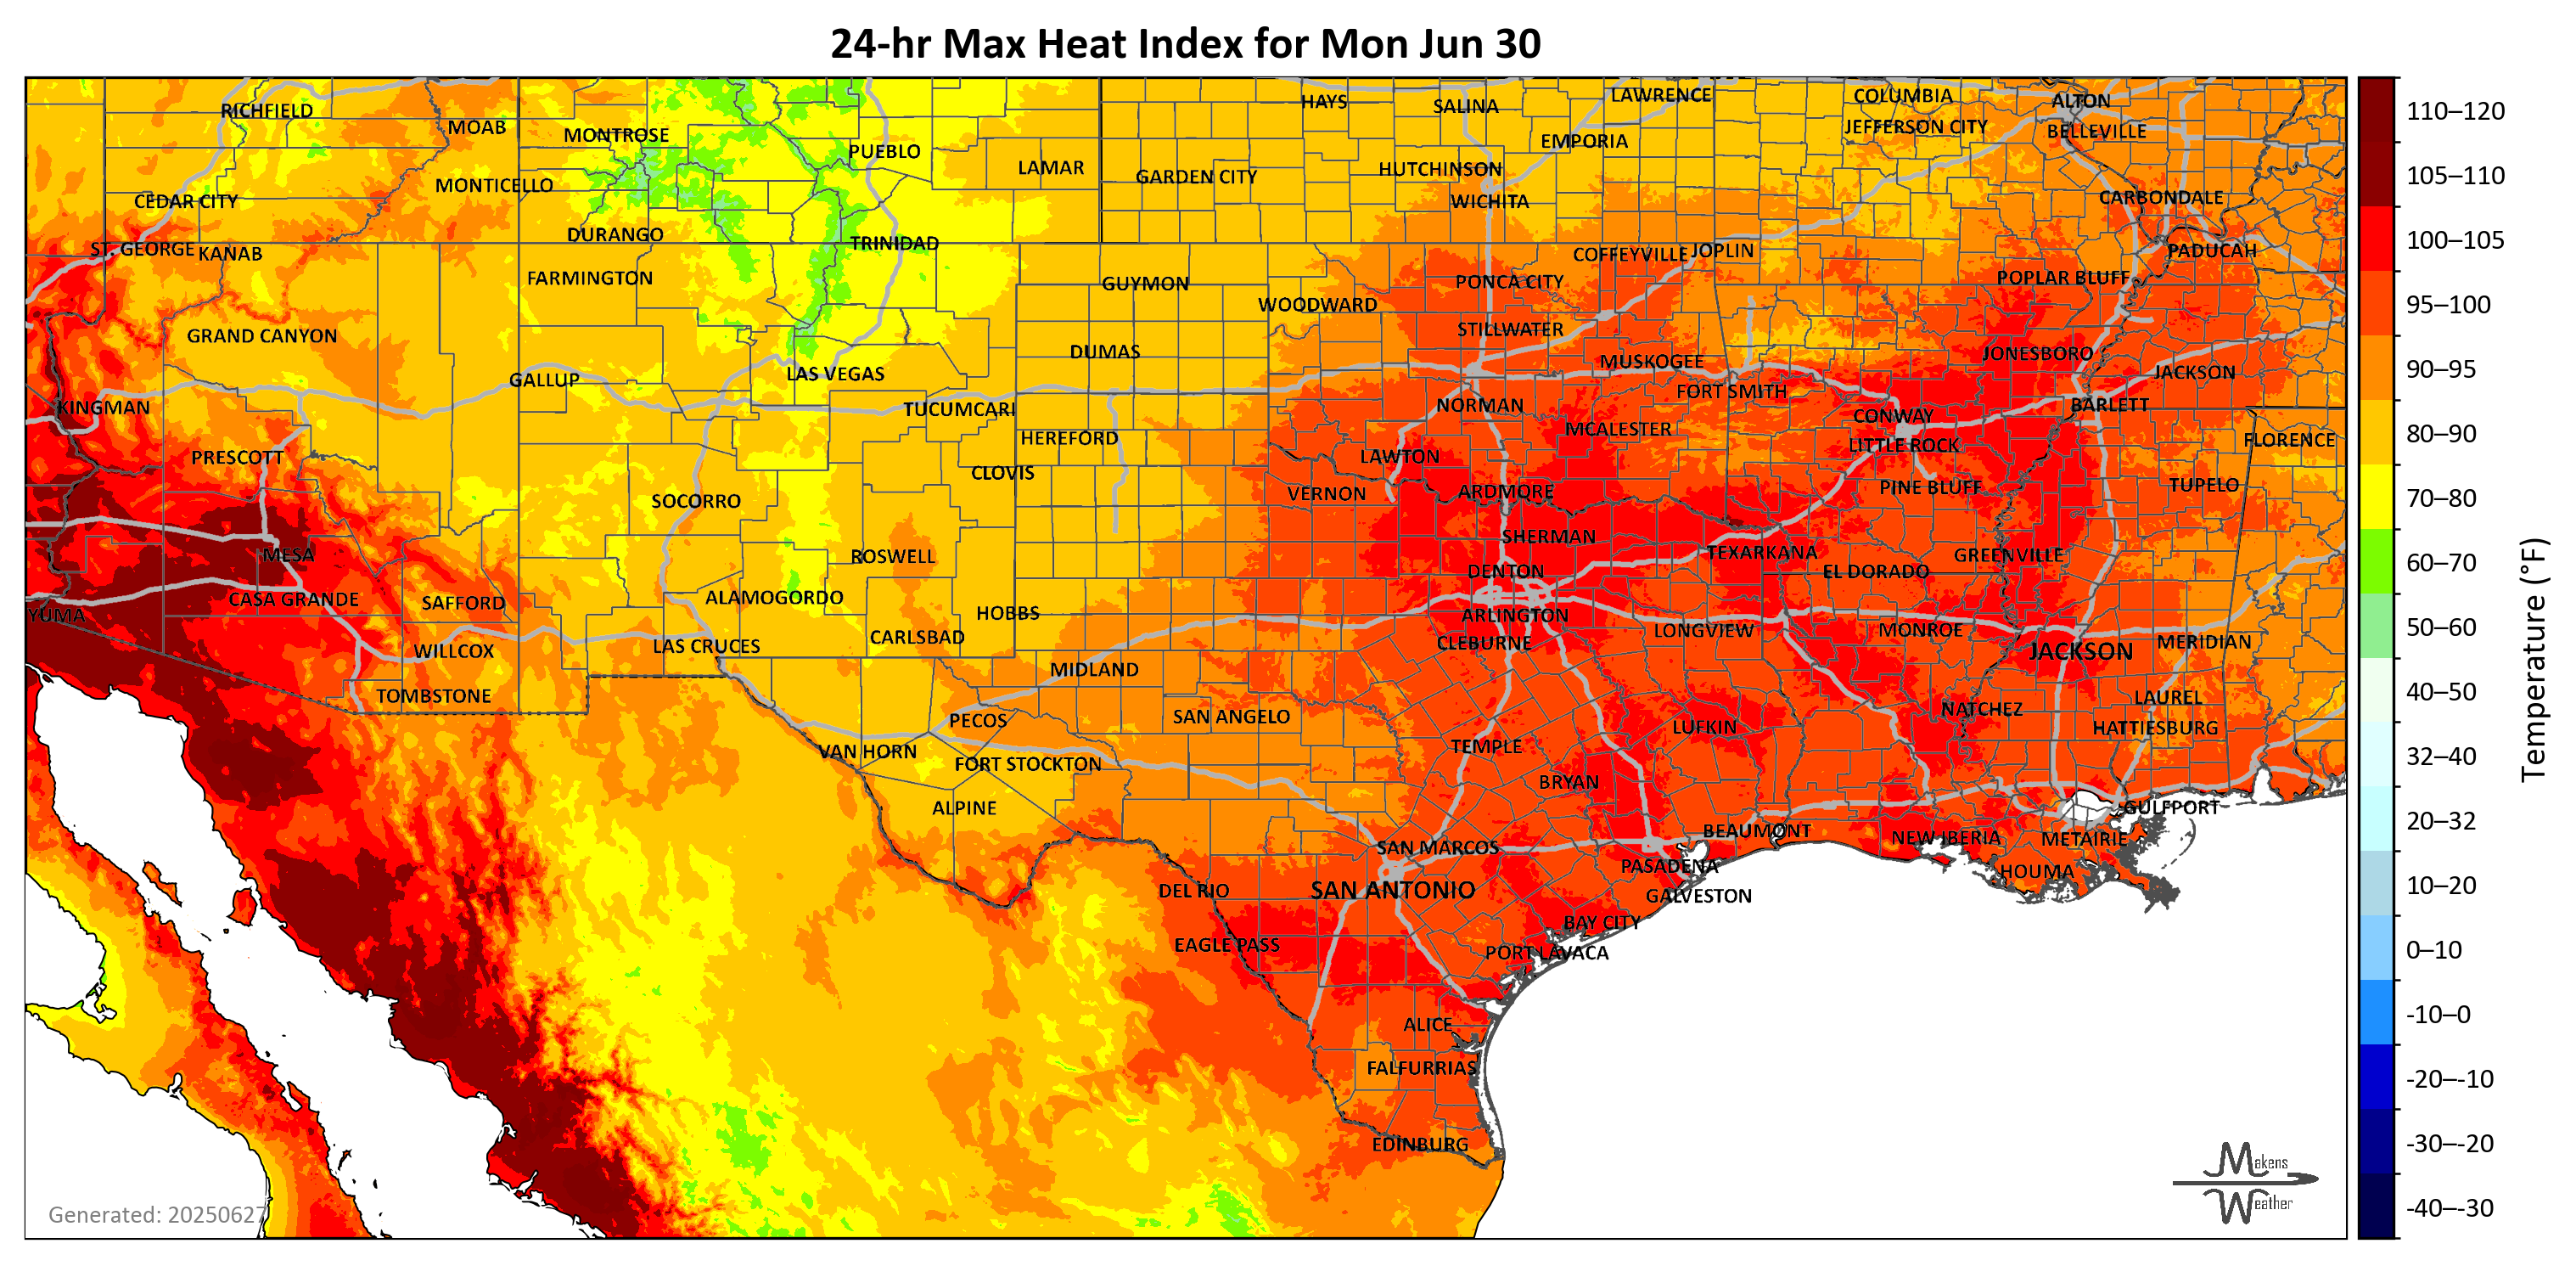 24-hr Max Heat Index for Mon Jun 30
RICHFIELD
MOAB
MONTROSE
PUEBLO
LAMAR
HAYS
SALINA
LAWRENCE
COLUMBIA
ALTON
EMPORIA
JEFFERSON CITY
BELLEVILLE
CEDAR CITY
MONTICELLO
GARDEN CITY
HUTCHINSON
WICHITA
CARBONDALE
ST. GEORGE
KANAB
DURANGO
TRINIDAD
COFFEYVILLE
JOPLIN
PADUCAH
FARMINGTON
GUYMON
PONCA CITY
POPLAR BLUFF
WOODWARD
GRAND CANYON
STILLWATER
DUMAS
MUSKOGEE
JONESBORO
GALLUP
LAS VEGAS
FORT SMITH
JACKSON
KINGMAN
TUCUMCARI
NORMAN
CONWAY
BARLETT
HEREFORD
MCALESTER
LITTLE ROCK
FLORENCE
PRESCOTT
CLOVIS
LAWTON
SOCORRO
VERNON
ARDMORE
PINE BLUFF
TUPELO
MESA
ROSWELL
SHERMAN
TEXARKANA
GREENVILLE
CASA GRANDE
SAFFORD
ALAMOGORDO
DENTON
EL DORADO
YUMA
HOBBS
ARLINGTON
WILLCOX
LAS CRUCES
CARLSBAD
CLEBURNE
LONGVIEW
MONROE
JACKSON
MERIDIAN
TOMBSTONE
MIDLAND
PECOS
SAN ANGELO
LUFKIN
NATCHEZ
LAUREL
VAN HORN
FORT STOCKTON
TEMPLE
HATTIESBURG
ALPINE
BRYAN
GULFPORT
SAN MARCOS
BEAUMONT
NEW IBERIA
METAIRIE
DEL RIO
SAN ANTONIO
PASADENA
GALVESTON
HOUMA
EAGLE PASS
BAY CITY
PORT LAVACA
ALICE
FALFURRIAS
EDINBURG
Generated: 20250627
Makens
Weather
110–120
105–110
100–105
95–100
90–95
80–90
70–80
60–70
50–60
40–50
32–40
20–32
10–20
0–10
-10–0
-20–-10
-30–-20
-40–-30
Temperature (°F)